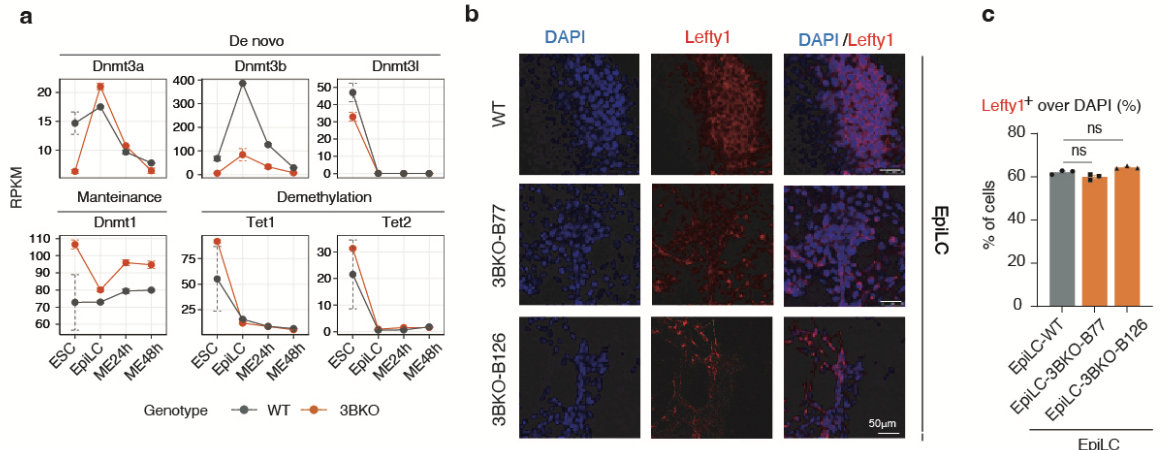 a
De novo
Dnmt3a
Dnmt3b
Dnmt3l
20
15
10
400
300
200
100
0
50
40
30
20
10
0
RPKM
Manteinance
Demethylation
Dnmt1
Tet1
Tet2
110
100
90
80
70
60
75
50
25
30
20
10
0
ESC
EpiLC
ME24h
ME48h
ESC
EpiLC
ME24h
ME48h
ESC
EpiLC
ME24h
ME48h
Genotype WT 3BKO
b
DAPI
Lefty1
DAPI /Lefty1
WT
3BKO-B77
3BKO-B126
50μm
EpiLC
c
Lefty1+ over DAPI (%)
80
60
40
20
0
% of cells
ns
ns
EpiLC-WT
EpiLC-3BKO-B77
EpiLC-3BKO-B126
EpiLC